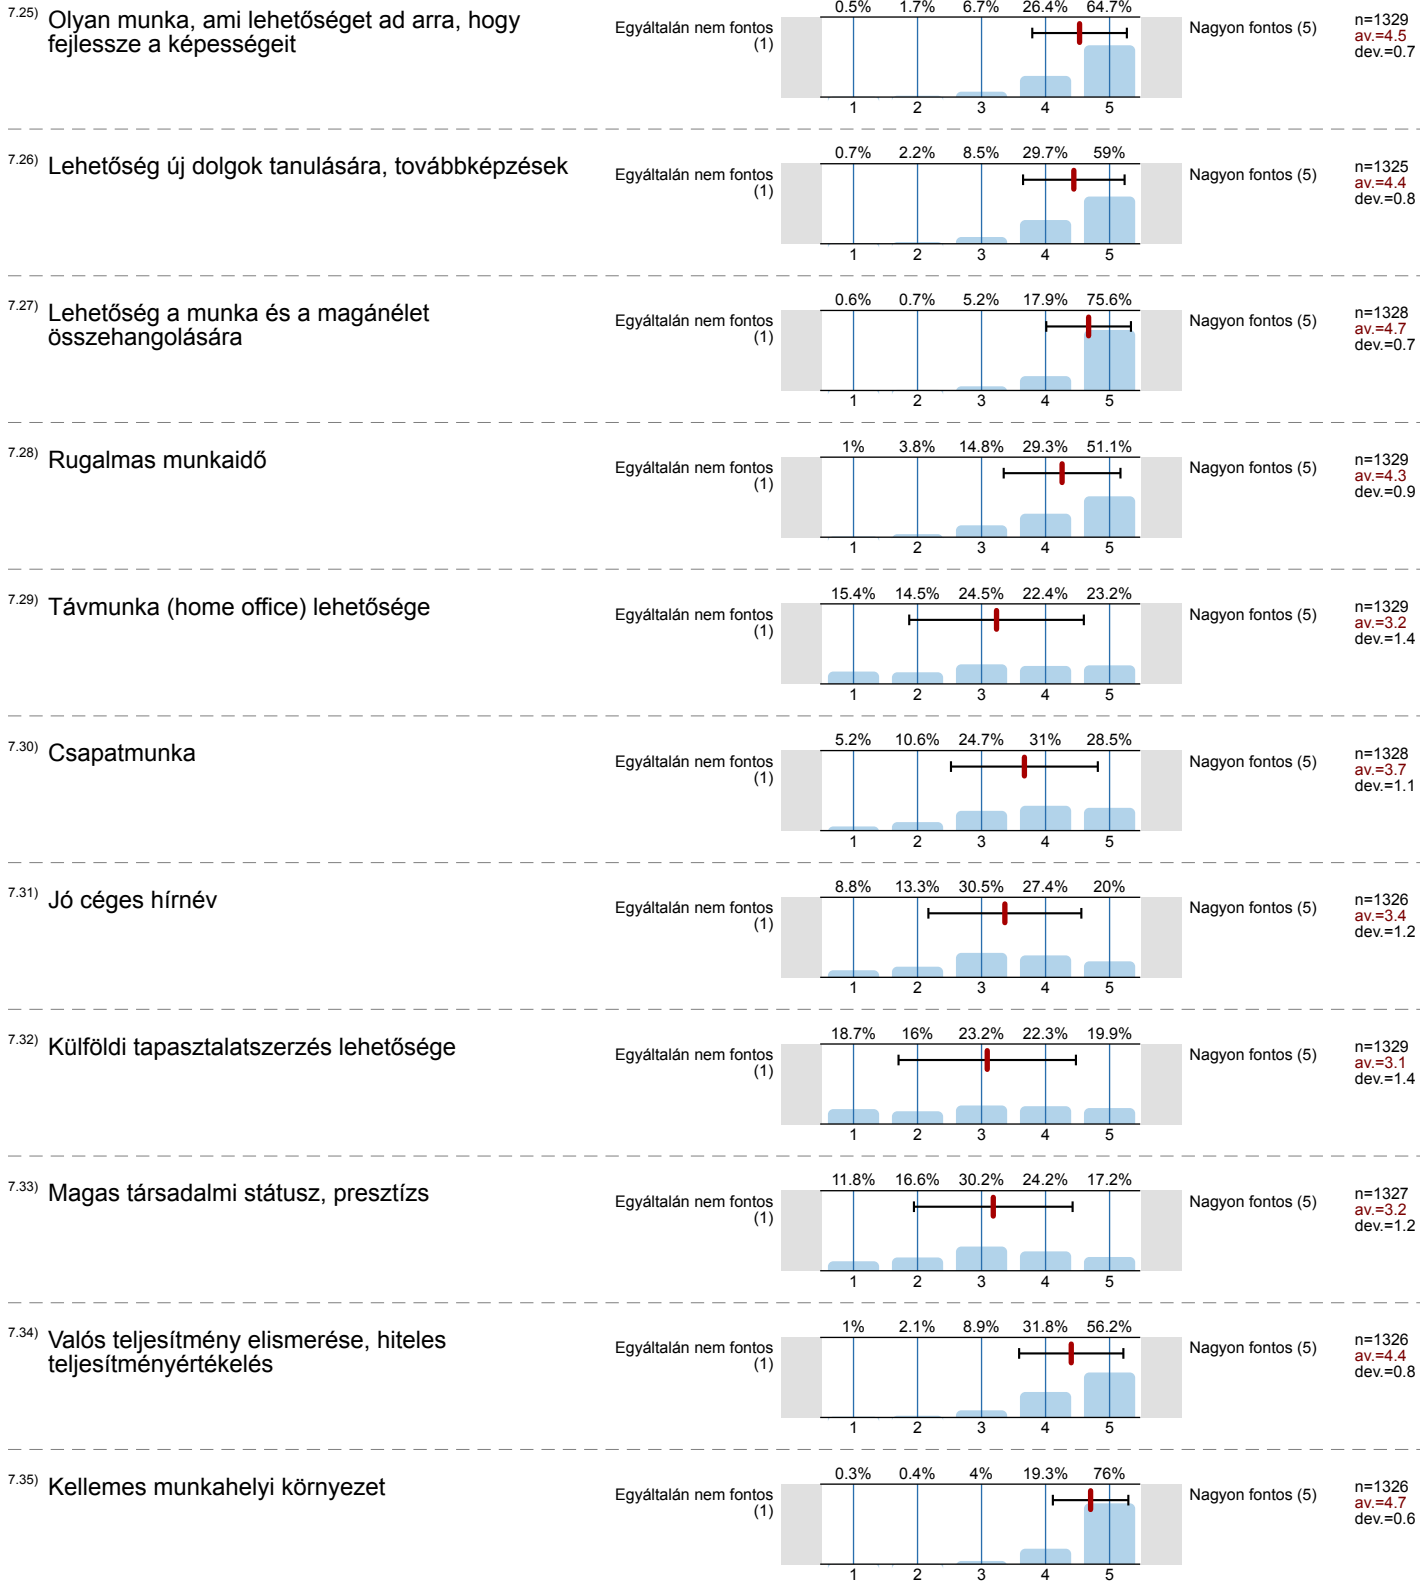 7.25) Olyan munka, ami lehetőséget ad arra, hogy
fejlessze a képességeit
Egyáltalán nem fontos
(1)
0.5% 1.7% 6.7% 26.4% 64.7%
1 2 3 4 5
Nagyon fontos (5)
n=1329
av.=4.5
dev.=0.7
7.26) Lehetőség új dolgok tanulására, továbbképzések
Egyáltalán nem fontos
(1)
0.7% 2.2% 8.5% 29.7% 59%
1 2 3 4 5
Nagyon fontos (5)
n=1325
av.=4.4
dev.=0.8
7.27) Lehetőség a munka és a magánélet
összehangolására
Egyáltalán nem fontos
(1)
0.6% 0.7% 5.2% 17.9% 75.6%
1 2 3 4 5
Nagyon fontos (5)
n=1328
av.=4.7
dev.=0.7
7.28) Rugalmas munkaidő
Egyáltalán nem fontos
(1)
1% 3.8% 14.8% 29.3% 51.1%
1 2 3 4 5
Nagyon fontos (5)
n=1329
av.=4.3
dev.=0.9
7.29) Távmunka (home office) lehetősége
Egyáltalán nem fontos
(1)
15.4% 14.5% 24.5% 22.4% 23.2%
1 2 3 4 5
Nagyon fontos (5)
n=1329
av.=3.2
dev.=1.4
7.30) Csapatmunka
Egyáltalán nem fontos
(1)
5.2% 10.6% 24.7% 31% 28.5%
1 2 3 4 5
Nagyon fontos (5)
n=1328
av.=3.7
dev.=1.1
7.31) Jó céges hírnév
Egyáltalán nem fontos
(1)
8.8% 13.3% 30.5% 27.4% 20%
1 2 3 4 5
Nagyon fontos (5)
n=1326
av.=3.4
dev.=1.2
7.32) Külföldi tapasztalatszerzés lehetősége
Egyáltalán nem fontos
(1)
18.7% 16% 23.2% 22.3% 19.9%
1 2 3 4 5
Nagyon fontos (5)
n=1329
av.=3.1
dev.=1.4
7.33) Magas társadalmi státusz, presztízs
Egyáltalán nem fontos
(1)
11.8% 16.6% 30.2% 24.2% 17.2%
1 2 3 4 5
Nagyon fontos (5)
n=1327
av.=3.2
dev.=1.2
7.34) Valós teljesítmény elismerése, hiteles
teljesítményértékelés
Egyáltalán nem fontos
(1)
1% 2.1% 8.9% 31.8% 56.2%
1 2 3 4 5
Nagyon fontos (5)
n=1326
av.=4.4
dev.=0.8
7.35) Kellemes munkahelyi környezet
Egyáltalán nem fontos
(1)
0.3% 0.4% 4% 19.3% 76%
1 2 3 4 5
Nagyon fontos (5)
n=1326
av.=4.7
dev.=0.6